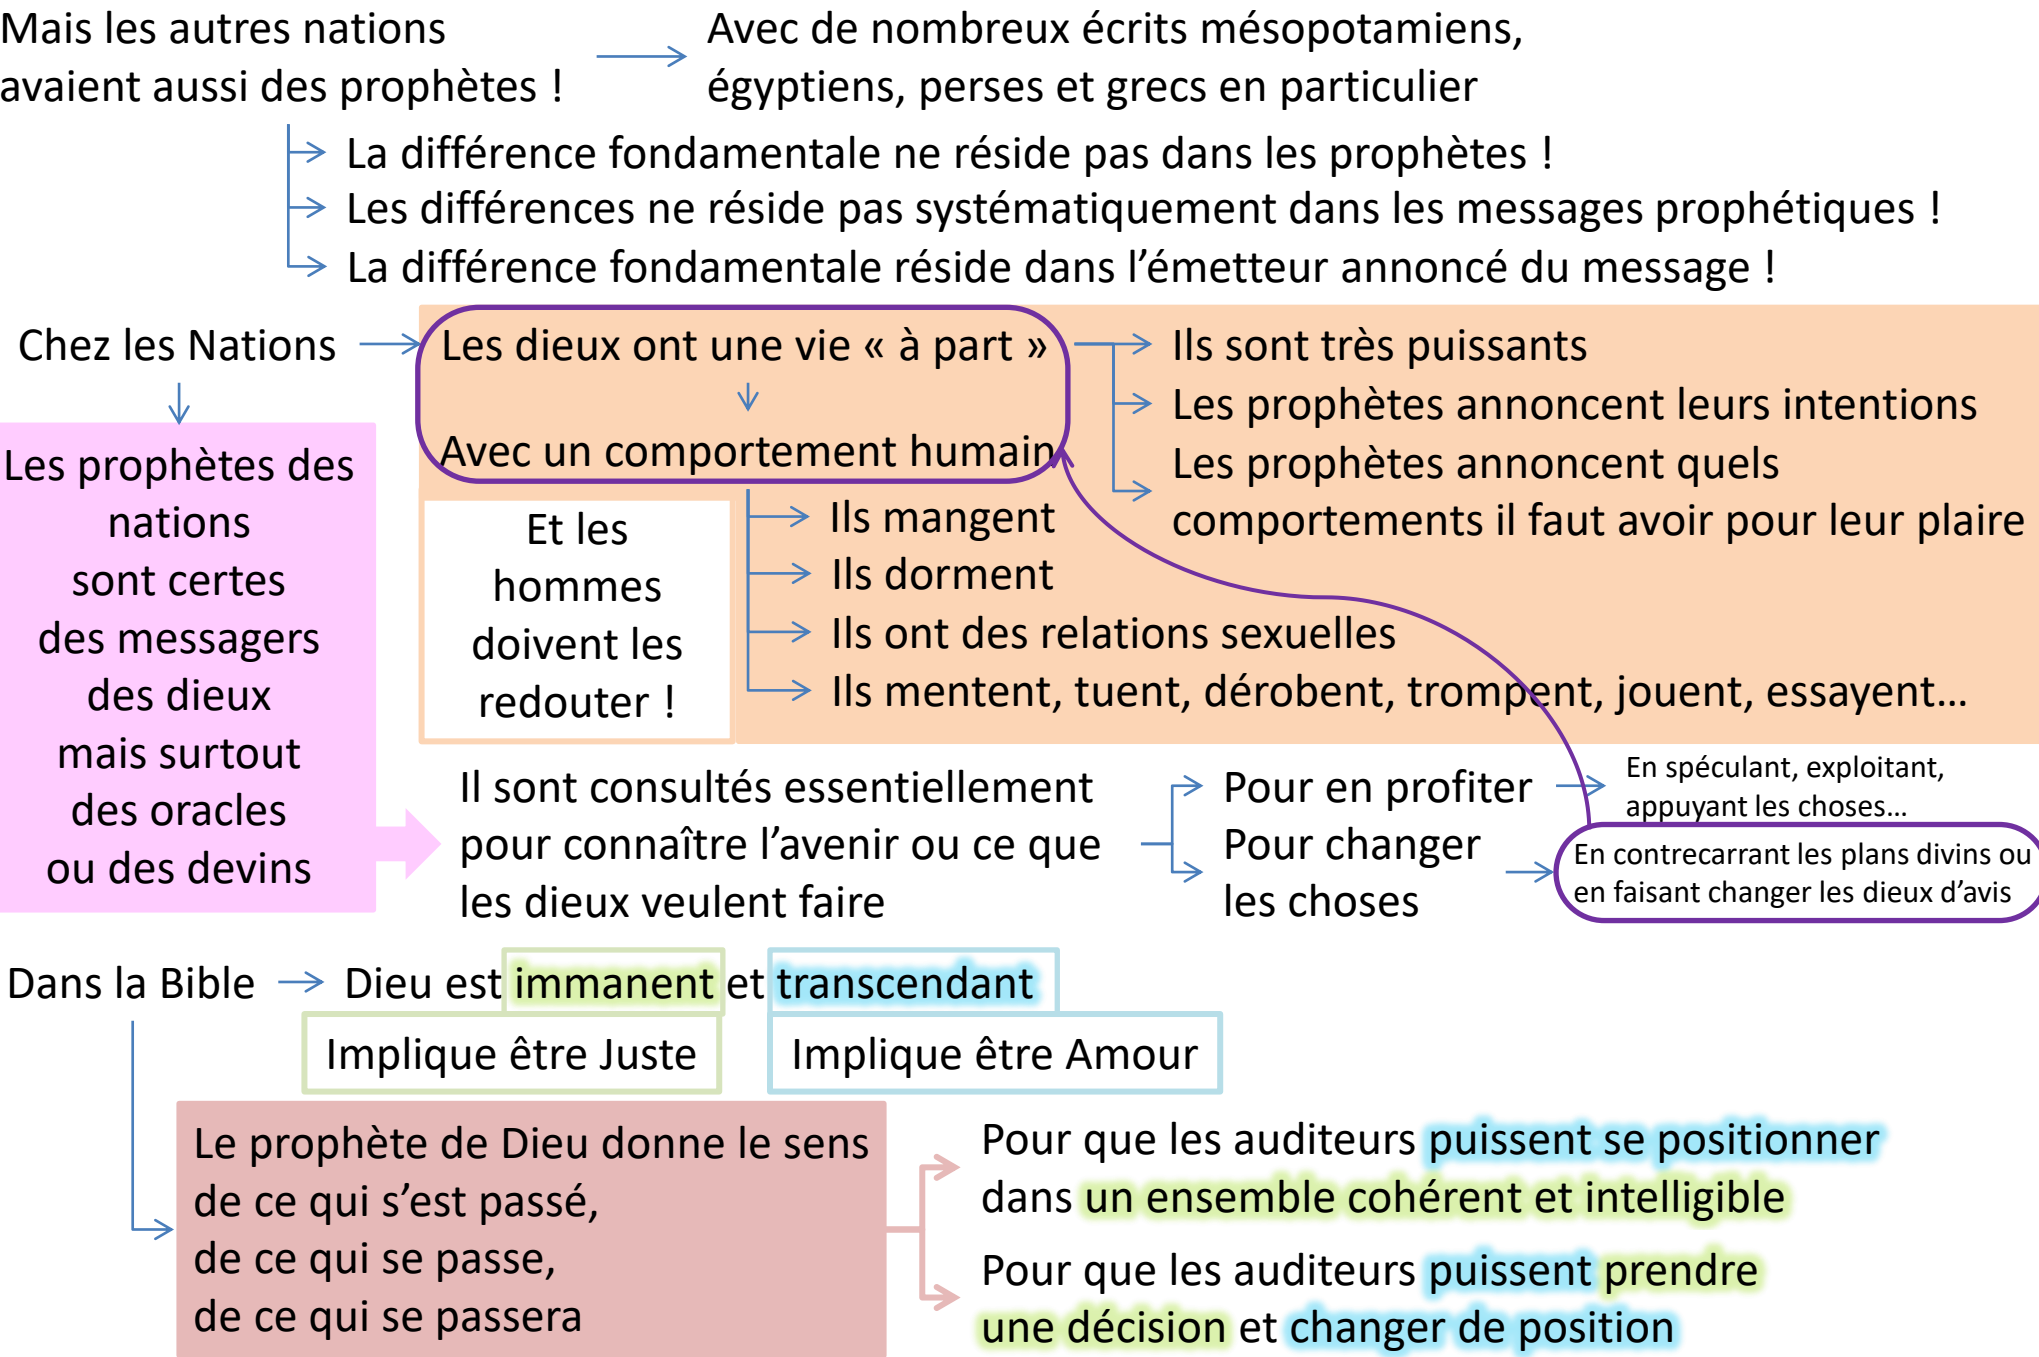 Mais les autres nations
avaient aussi des prophètes !
Avec de nombreux écrits mésopotamiens,
égyptiens, perses et grecs en particulier
La différence fondamentale ne réside pas dans les prophètes !
Les différences ne réside pas systématiquement dans les messages prophétiques !
La différence fondamentale réside dans l’émetteur annoncé du message !
Chez les Nations
Les dieux ont une vie « à part »
Avec un comportement humain
Ils sont très puissants
Les prophètes annoncent leurs intentions
Les prophètes annoncent quels
comportements il faut avoir pour leur plaire
Les prophètes des
nations
sont certes
des messagers
des dieux
mais surtout
des oracles
ou des devins
Et les
hommes
doivent les
redouter !
Ils mangent
Ils dorment
Ils ont des relations sexuelles
Ils mentent, tuent, dérobent, trompent, jouent, essayent…
Il sont consultés essentiellement
pour connaître l’avenir ou ce que
les dieux veulent faire
Pour en profiter
Pour changer
les choses
En spéculant, exploitant,
appuyant les choses…
En contrecarrant les plans divins ou
en faisant changer les dieux d’avis
Dans la Bible
Dieu est immanent et transcendant
Implique être Juste
Implique être Amour
Le prophète de Dieu donne le sens
de ce qui s’est passé,
de ce qui se passe,
de ce qui se passera
Pour que les auditeurs puissent se positionner
dans un ensemble cohérent et intelligible
Pour que les auditeurs puissent prendre
une décision et changer de position